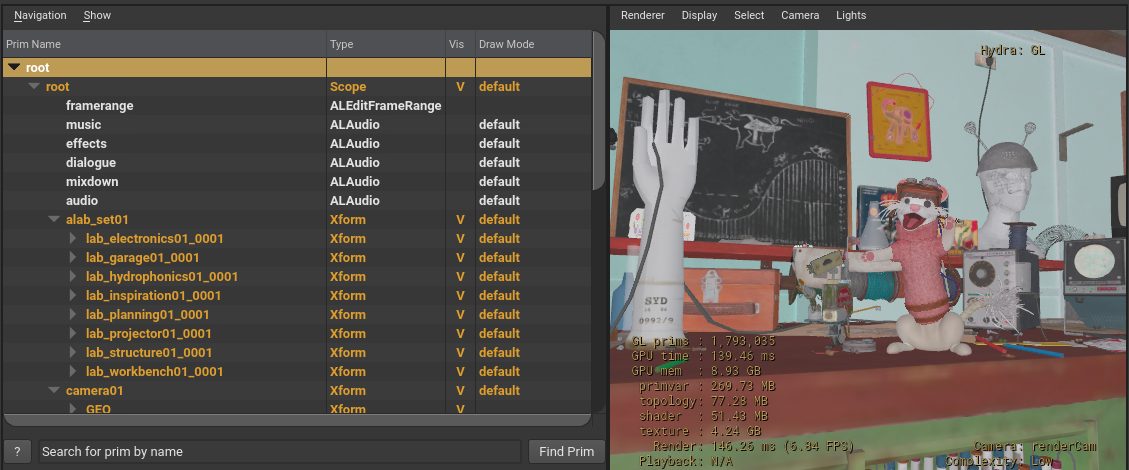 Navigation Show
Prim Name Type Vis Draw Mode
root
root Scope V default
framerange ALEditFrameRange
music ALAudio default
effects ALAudio default
dialogue ALAudio default
mixdown ALAudio default
audio ALAudio default
alab_set01 Xform V default
lab_electronics01_0001 Xform V default
lab_garage01_0001 Xform V default
lab_hydrophonics01_0001 Xform V default
lab_inspiration01_0001 Xform V default
lab_planning01_0001 Xform V default
lab_projector01_0001 Xform V default
lab_structure01_0001 Xform V default
lab_workbench01_0001 Xform V default
camera01 Xform V default
GEO Xform V
? Search for prim by name Find Prim
Renderer Display Select Camera Lights
Hydra: GL
SYD
0992/9
GL prims : 1,793,035
GPU time : 139.46 ms
GPU mem : 8.93 GB
primvar : 269.73 MB
topology: 77.28 MB
shader : 51.43 MB
texture : 4.24 GB
Render: 146.26 ms (6.84 FPS)
Playback: N/A
Camera: renderCam
Complexity: Low